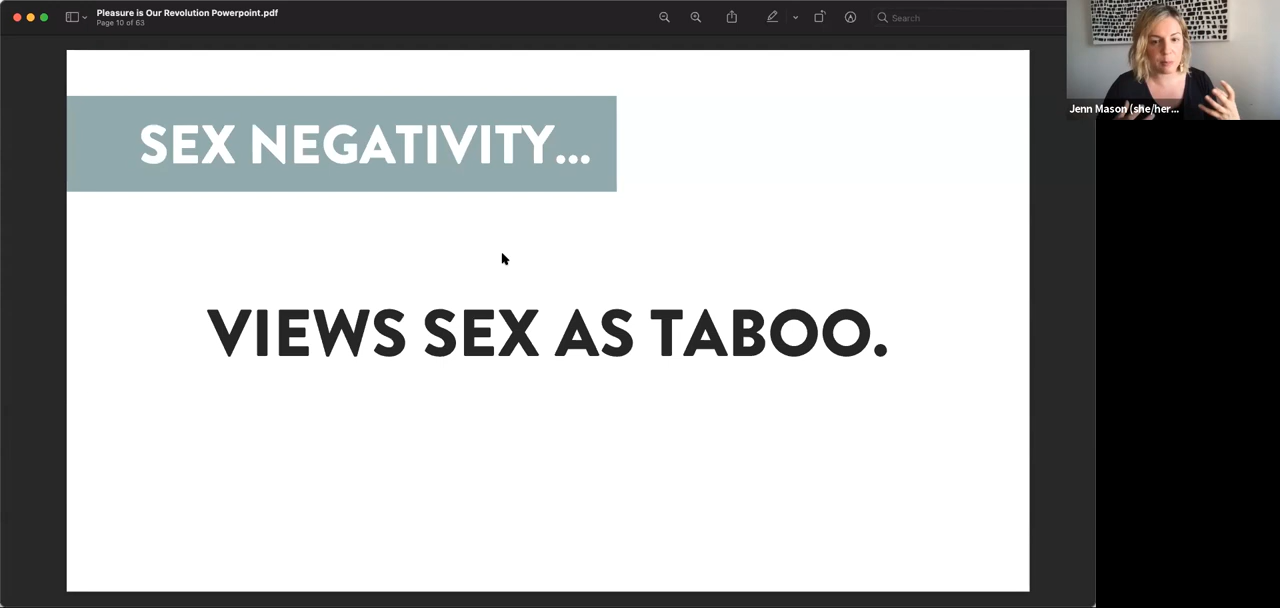 Pleasure is Our Revolution Powerpoint.pdf
Page 10 of 63
Search
Jenn Mason (she/her...
SEX NEGATIVITY...
VIEWS SEX AS TABOO.